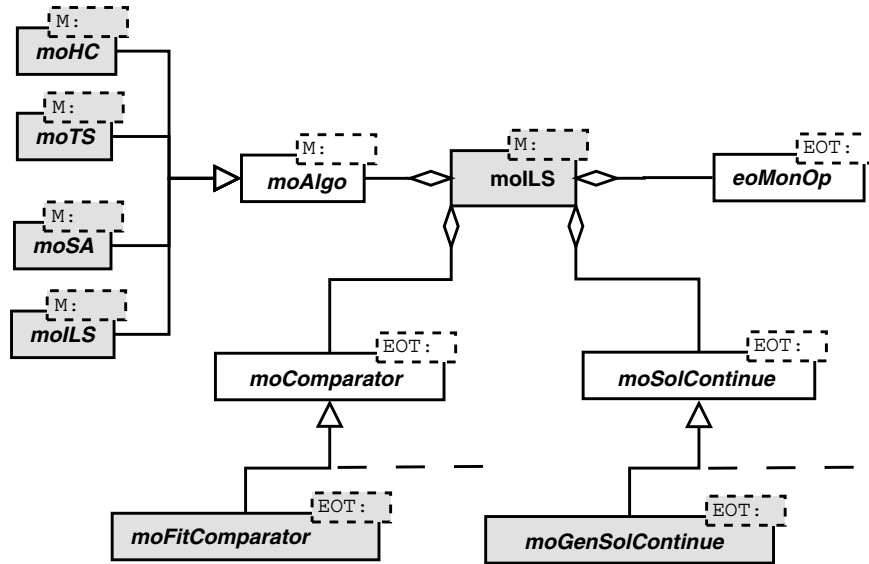 M:
moHC
M:
moTS
M:
moAlgo
M:
moILS
EOT:
eoMonOp
M:
moSA
M:
moILS
EOT:
moComparator
EOT:
moSolContinue
EOT:
moFitComparator
EOT:
moGenSolContinue